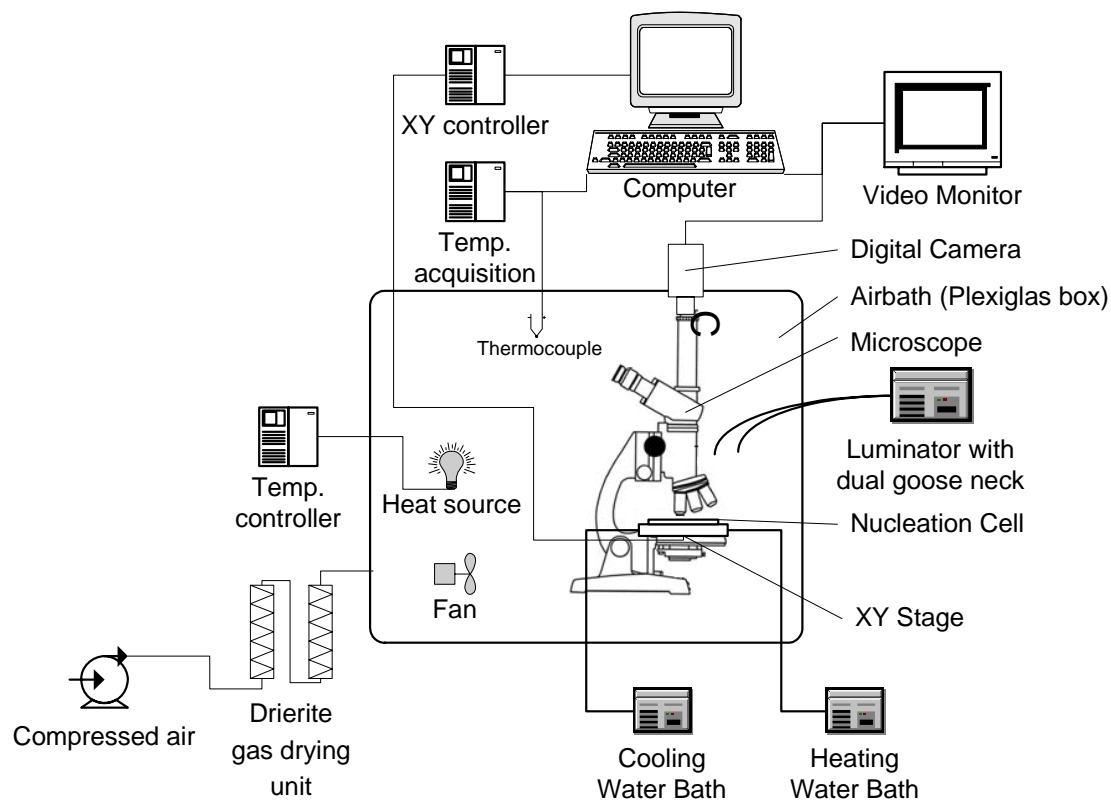 XY controller
Computer
Video Monitor
Temp.
acquisition
Digital Camera
Airbath (Plexiglas box)
Thermocouple
Microscope
Luminator with
dual goose neck
Temp.
controller
Heat source
Nucleation Cell
Fan
XY Stage
Compressed air
Drierite
gas drying
unit
Cooling
Water Bath
Heating
Water Bath